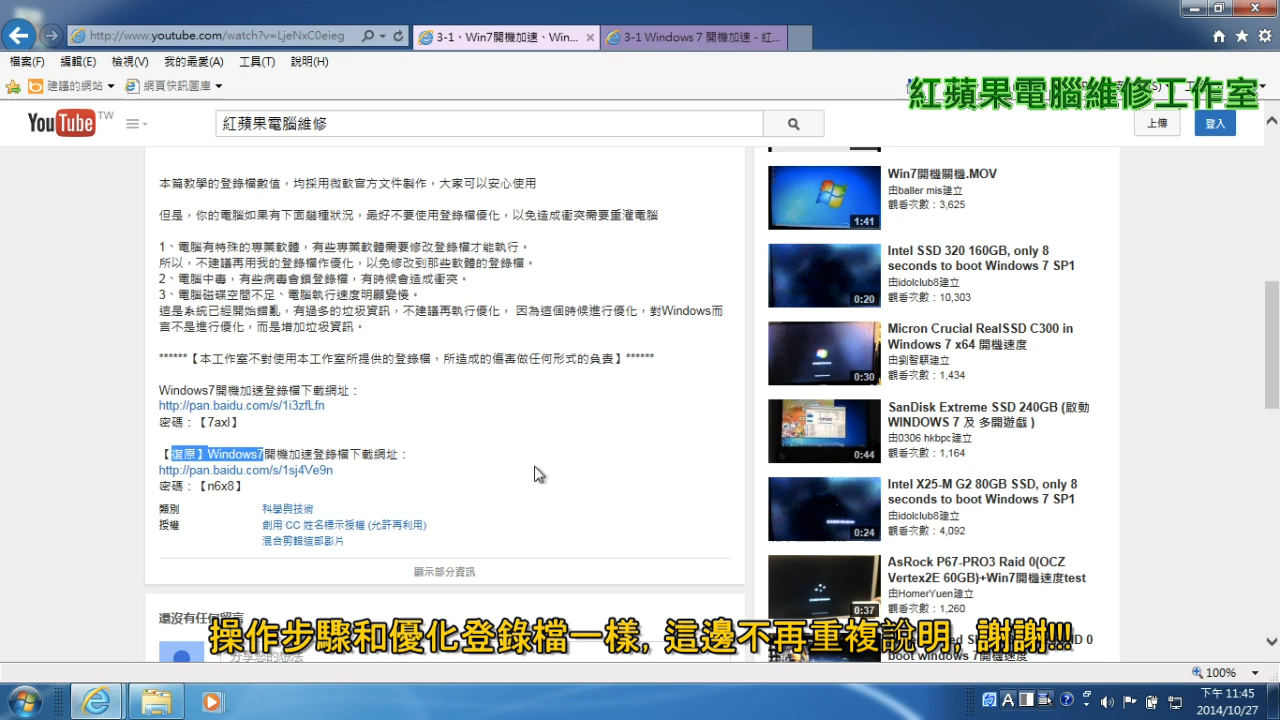 http://www.youtube.com/watch?v=LjeNxC0eieg
3-1、Win7開機加速、Win...
3-1 Windows 7 開機加速 - 紅...
檔案(F) 編輯(E) 檢視(V) 我的最愛(A) 工具(T) 說明(H)
建議的網站 網頁快訊圖庫
紅蘋果電腦維修工作室
YouTube TW
紅蘋果電腦維修
上傳
登入
本篇教學的登錄檔數值，均採用微軟官方文件製作，大家可以安心使用
但是，你的電腦如果有下面幾種狀況，最好不要使用登錄檔優化，以免造成衝突需要重灌電腦
1、電腦有特殊的專業軟體，有些專業軟體需要修改登錄檔才能執行。
所以，不建議再用我的登錄檔作優化，以免修改到那些軟體的登錄檔。
2、電腦中毒，有些病毒會鎖登錄檔，有時候會造成衝突。
3、電腦磁碟空間不足、電腦執行速度明顯變慢。
這是系統已經開始錯亂，有過多的垃圾資訊，不建議再執行優化， 因為這個時候進行優化，對Windows而
言不是進行優化，而是增加垃圾資訊。
******【本工作室不對使用本工作室所提供的登錄檔，所造成的傷害做任何形式的負責】******
Windows7開機加速登錄檔下載網址：
http://pan.baidu.com/s/1i3zfLfn
密碼：【7axl】
【復原】Windows7開機加速登錄檔下載網址：
http://pan.baidu.com/s/1sj4Ve9n
密碼：【n6x8】
類別 科學與技術
授權 創用 CC 姓名標示授權 (允許再利用)
混合剪輯這部影片
顯示部分資訊
還沒有任何留言
分享您的想法
Win7開機關機.MOV
由baller mis建立
觀看次數：3,625
1:41
Intel SSD 320 160GB, only 8
seconds to boot Windows 7 SP1
由idolclub8建立
觀看次數：10,303
0:20
Micron Crucial RealSSD C300 in
Windows 7 x64 開機速度
由劉智騏建立
觀看次數：1,434
0:30
SanDisk Extreme SSD 240GB (啟動
WINDOWS 7 及 多開遊戲 )
由0306 hkbpc建立
觀看次數：1,164
0:44
Intel X25-M G2 80GB SSD, only 8
seconds to boot Windows 7 SP1
由idolclub8建立
觀看次數：4,092
0:24
AsRock P67-PRO3 Raid 0(OCZ
Vertex2E 60GB)+Win7開機速度test
由HomerYuen建立
觀看次數：1,260
0:37
boot windows 7開機速度
操作步驟和優化登錄檔一樣, 這邊不再重複說明, 謝謝!!!
100%
下午 11:45
2014/10/27